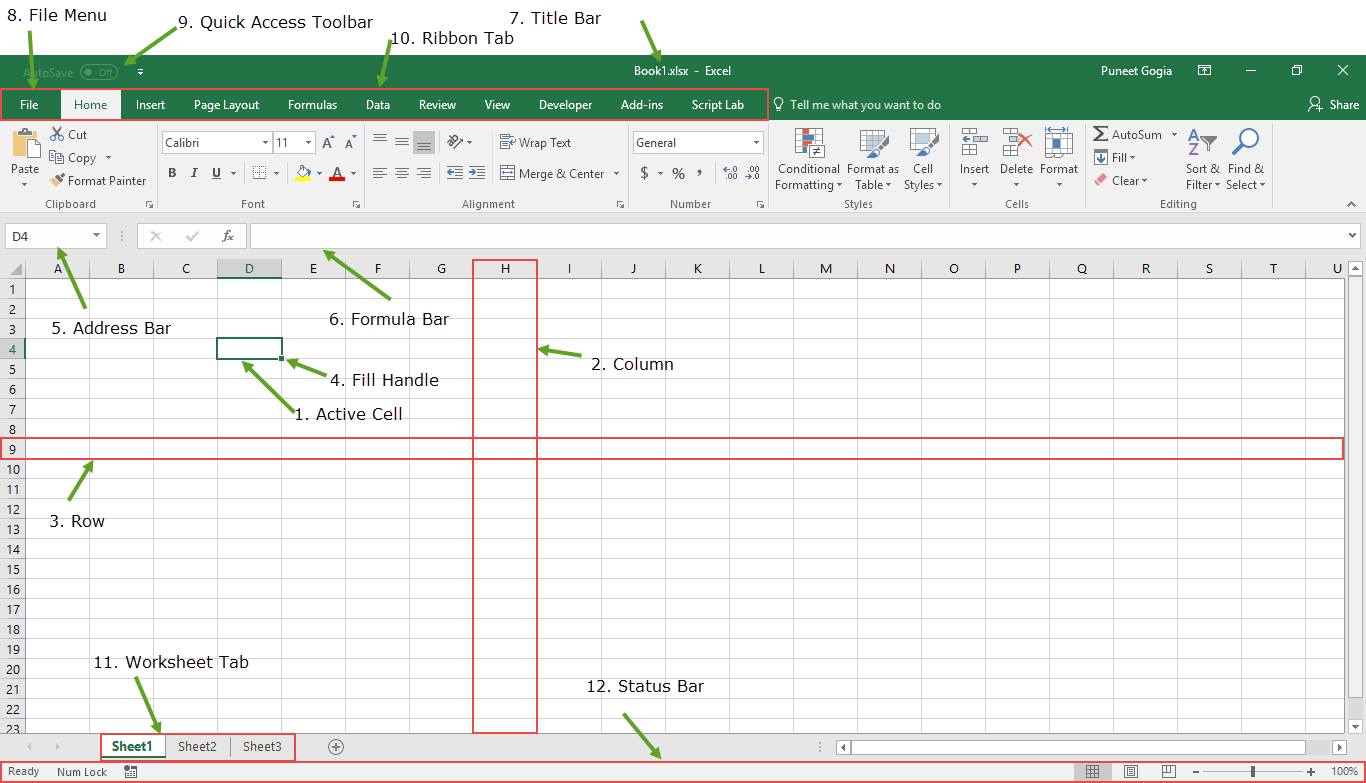 8. File Menu
9. Quick Access Toolbar
7. Title Bar
10. Ribbon Tab
AutoSave Off
Book1.xlsx - Excel
Puneet Gogia
File Home Insert Page Layout Formulas Data Review View Developer Add-ins Script Lab Tell me what you want to do Share
Cut
Copy
Format Painter
Paste
Clipboard
Calibri 11
B I U A
Font
Wrap Text
Merge & Center
Alignment
General
$ % ,
Number
Conditional Formatting
Format as Table
Cell Styles
Styles
Insert Delete Format
Cells
AutoSum
Fill
Clear
Sort & Filter
Find & Select
Editing
D4 fx
A B C D E F G H I J K L M N O P Q R S T U
1
2
3
4
5
6
7
8
9
10
11
12
13
14
15
16
17
18
19
20
21
22
23
5. Address Bar
6. Formula Bar
2. Column
4. Fill Handle
1. Active Cell
3. Row
11. Worksheet Tab
12. Status Bar
Sheet1 Sheet2 Sheet3
Ready Num Lock 100%